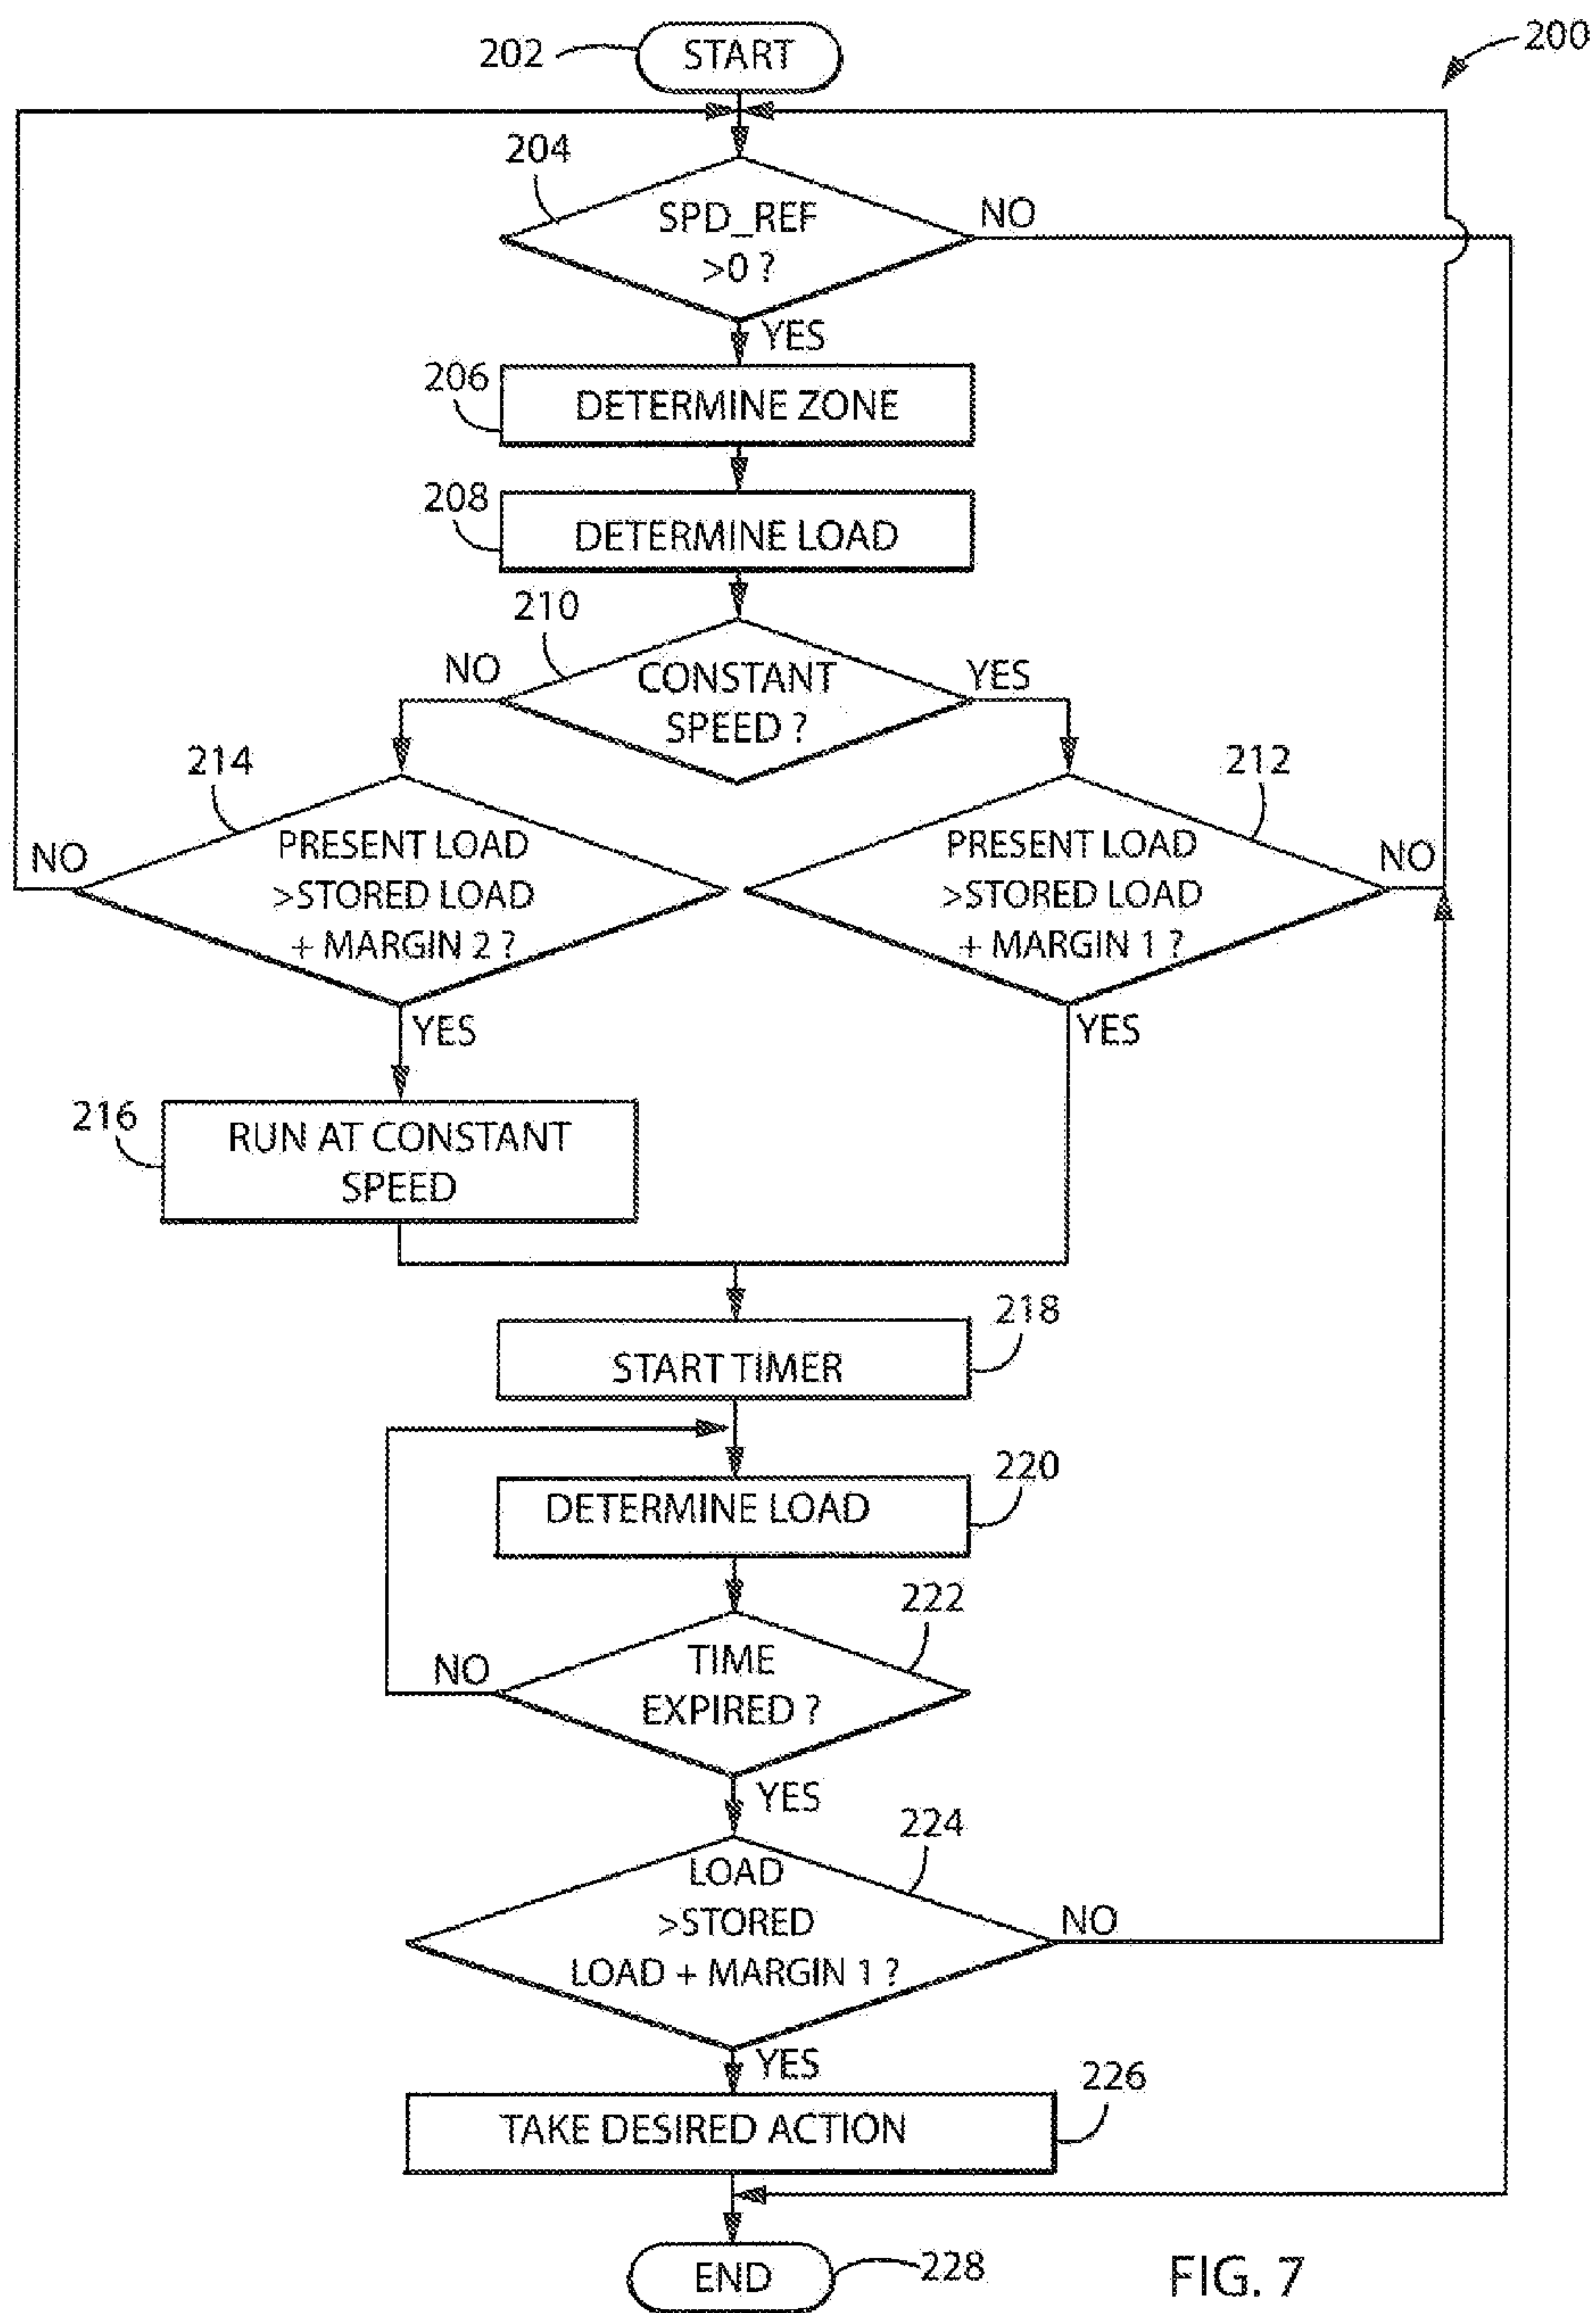 200
202
START
204
SPD_REF
>0 ?
NO
YES
206
DETERMINE ZONE
208
DETERMINE LOAD
210
NO
CONSTANT
SPEED ?
YES
214
NO
PRESENT LOAD
>STORED LOAD
+ MARGIN 2 ?
YES
212
PRESENT LOAD
>STORED LOAD
+ MARGIN 1 ?
NO
YES
216
RUN AT CONSTANT
SPEED
218
START TIMER
220
DETERMINE LOAD
222
NO
TIME
EXPIRED ?
YES
224
LOAD
>STORED
LOAD + MARGIN 1 ?
NO
YES
226
TAKE DESIRED ACTION
END
228
FIG. 7